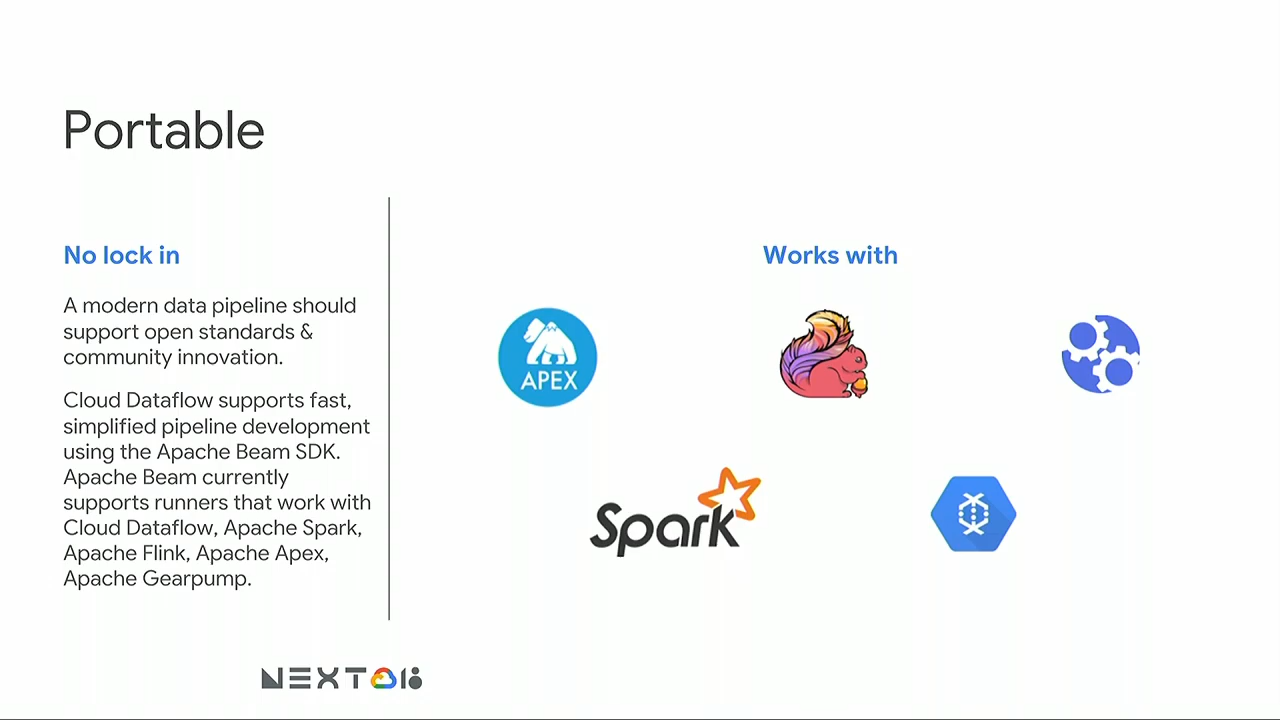 Portable
No lock in
A modern data pipeline should
support open standards &
community innovation.
Cloud Dataflow supports fast,
simplified pipeline development
using the Apache Beam SDK.
Apache Beam currently
supports runners that work with
Cloud Dataflow, Apache Spark,
Apache Flink, Apache Apex,
Apache Gearpump.
Works with
APEX
Spark
NEXT 18